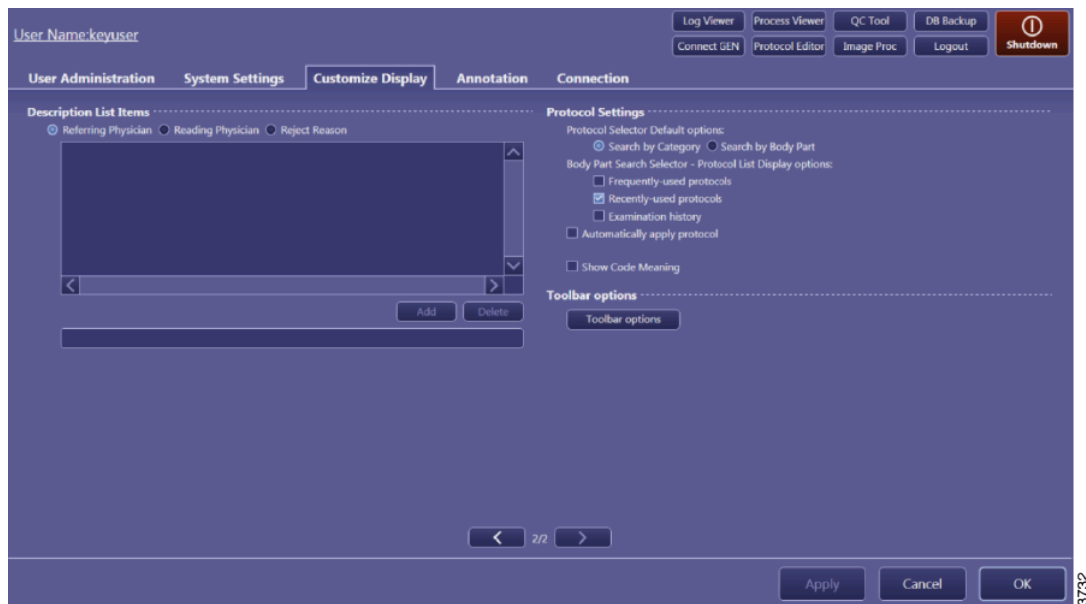 User Name:keyuser
Log Viewer
Process Viewer
QC Tool
DB Backup
Shutdown
Connect GEN
Protocol Editor
Image Proc
Logout
User Administration
System Settings
Customize Display
Annotation
Connection
Description List Items
Referring Physician
Reading Physician
Reject Reason
Add
Delete
Protocol Settings
Protocol Selector Default options:
Search by Category
Search by Body Part
Body Part Search Selector - Protocol List Display options:
Frequently-used protocols
Recently-used protocols
Examination history
Automatically apply protocol
Show Code Meaning
Toolbar options
Toolbar options
2/2
Apply
Cancel
OK